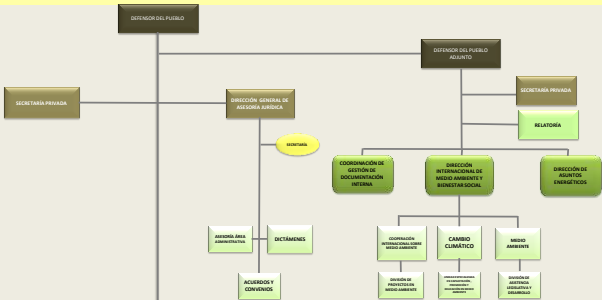 DEFENSOR DEL PUEBLO
DEFENSOR DEL PUEBLO
ADJUNTO
SECRETARÍA PRIVADA
SECRETARÍA PRIVADA
DIRECCIÓN GENERAL DE
ASESORÍA JURÍDICA
RELATORÍA
SECRETARÍA
COORDINACIÓN DE
GESTIÓN DE
DOCUMENTACIÓN
INTERNA
DIRECCIÓN
INTERNACIONAL DE
MEDIO AMBIENTE Y
BIENESTAR SOCIAL
DIRECCIÓN DE
ASUNTOS
ENERGÉTICOS
ASESORÍA ÁREA
ADMINISTRATIVA
DICTÁMENES
COOPERACIÓN
INTERNACIONAL SOBRE
MEDIO AMBIENTE
CAMBIO
CLIMÁTICO
MEDIO
AMBIENTE
ACUERDOS Y
CONVENIOS
DIVISIÓN DE
PROYECTOS EN
MEDIO AMBIENTE
DIVISIÓN DE
ASISTENCIA
LEGISLATIVA Y
DESARROLLO